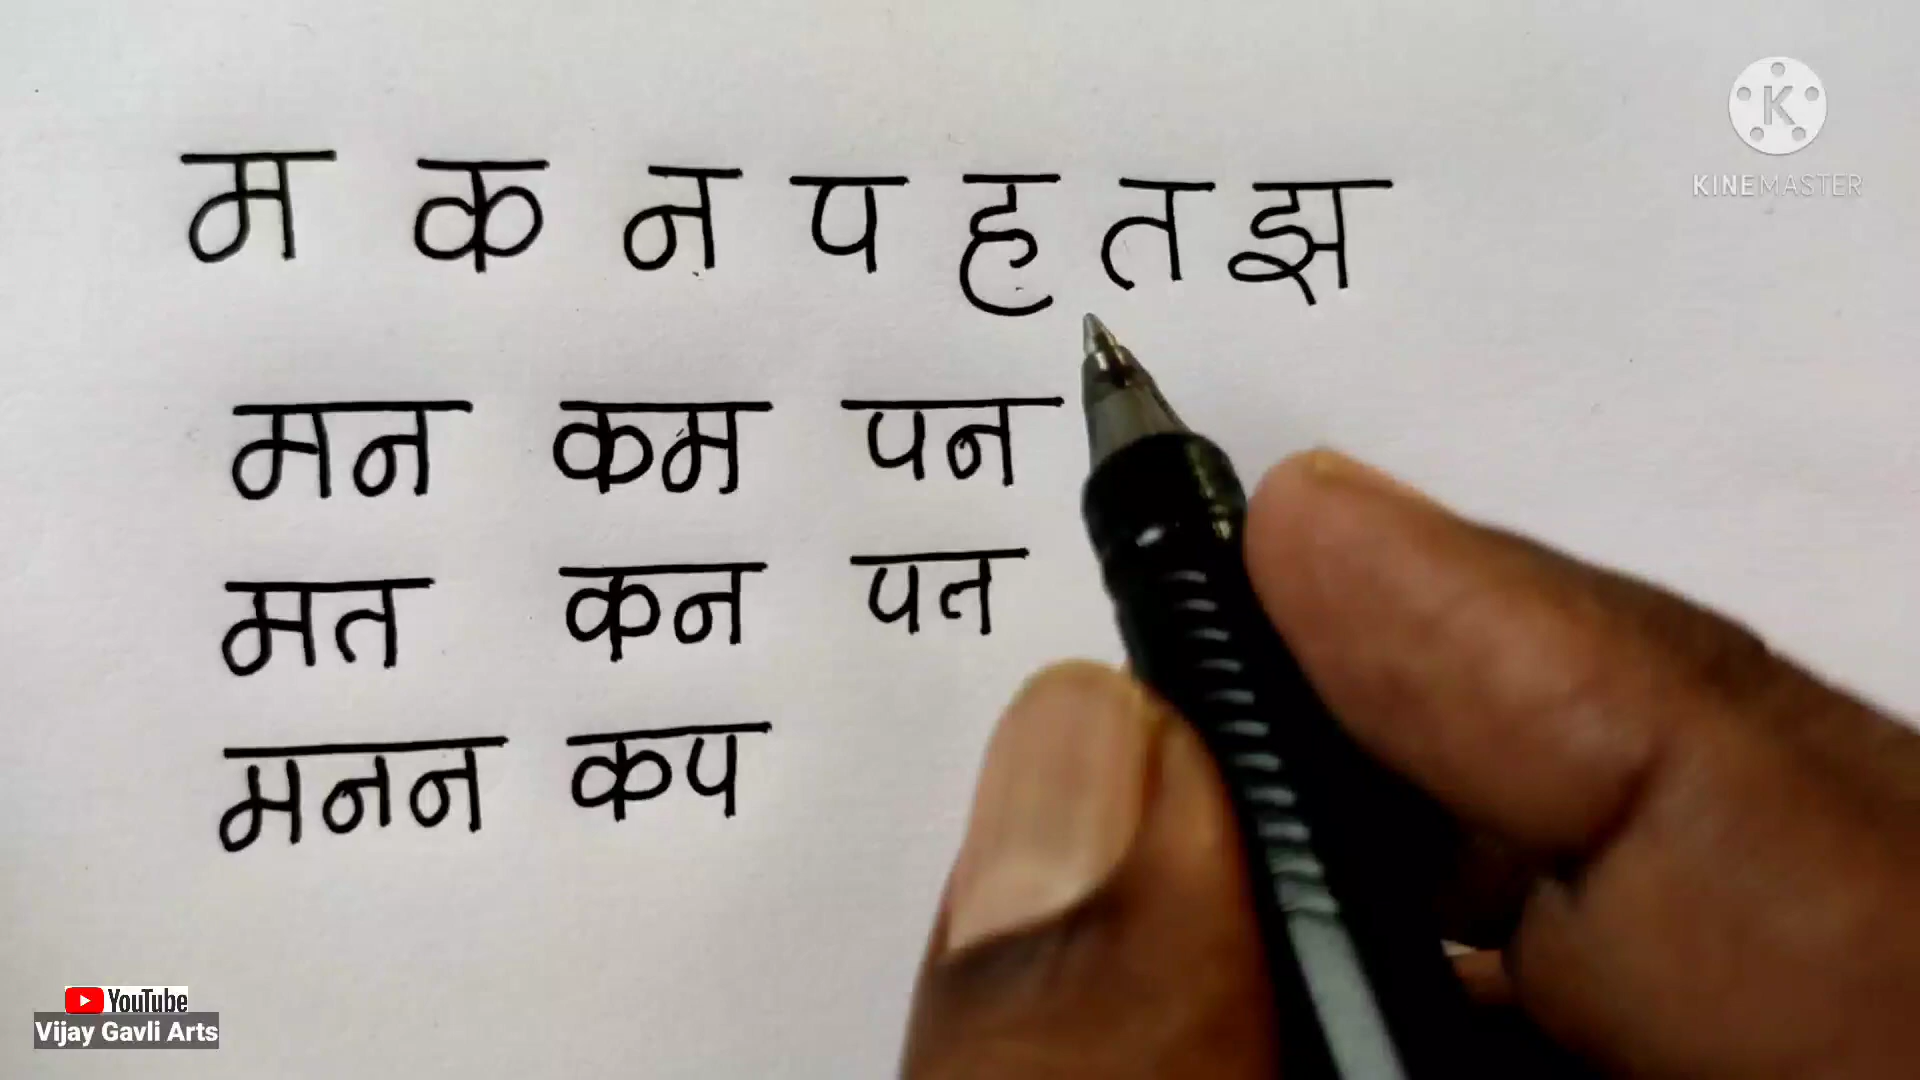 KINEMASTER
म क न प ह त झ
मन कम पन
मत कन पत
मनन कप
YouTube
Vijay Gavli Arts